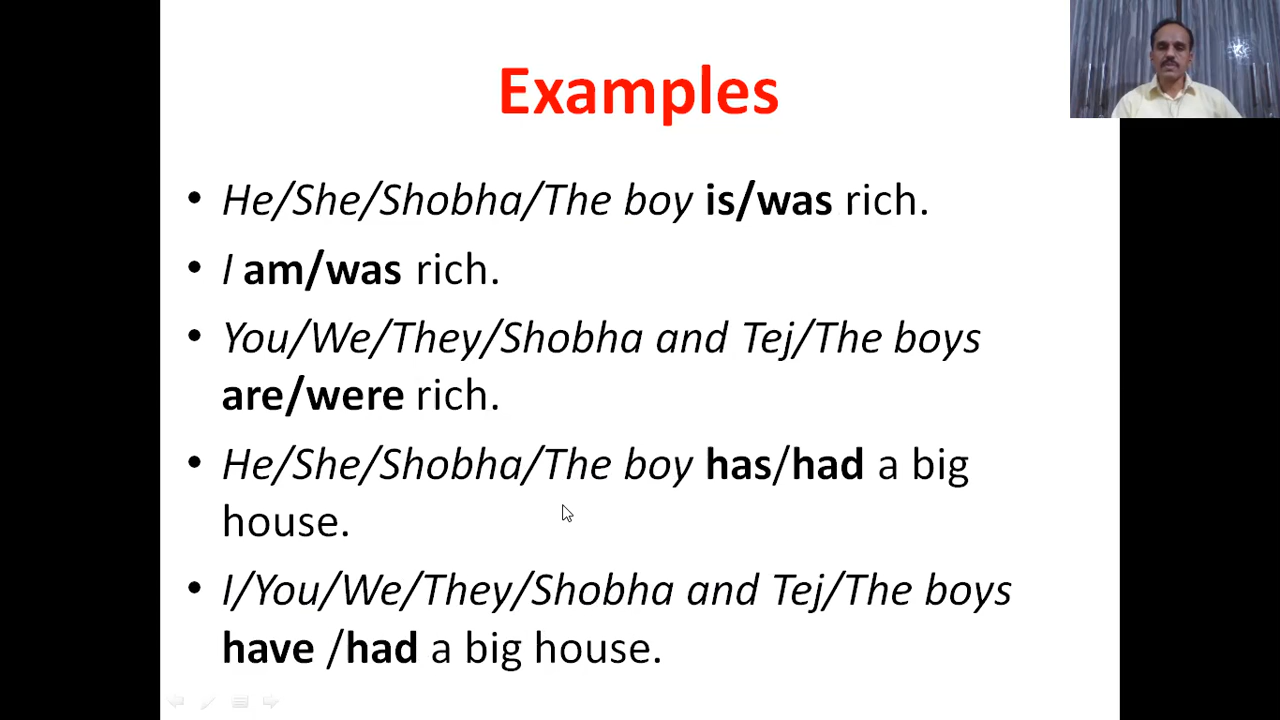 Examples
• He/She/Shobha/The boy is/was rich.
• I am/was rich.
• You/We/They/Shobha and Tej/The boys
are/were rich.
• He/She/Shobha/The boy has/had a big
house.
• I/You/We/They/Shobha and Tej/The boys
have /had a big house.